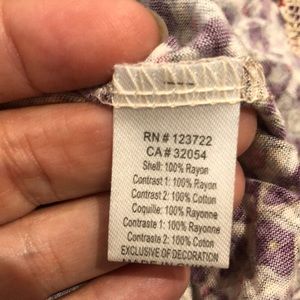 RN # 123722
CA # 32054
Shell: 100% Rayon
Contrast 1: 100% Rayon
Contrast 2: 100% Cotton
Coquille: 100% Rayonne
Contraste 1: 100% Rayonne
Contraste 2: 100% Cotton
EXCLUSIVE OF DECORATION